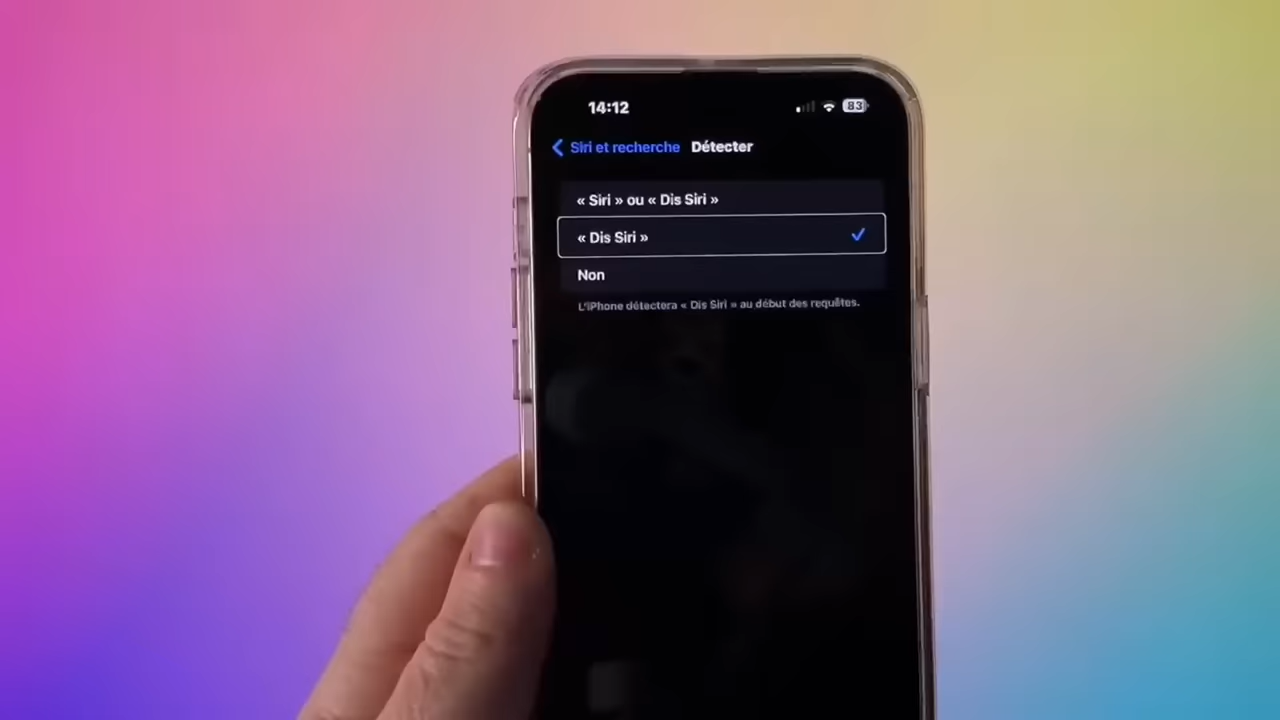 14:12
83
Siri et recherche Détecter
« Siri » ou « Dis Siri »
« Dis Siri »
Non
L'iPhone détectera « Dis Siri » au début des requêtes.